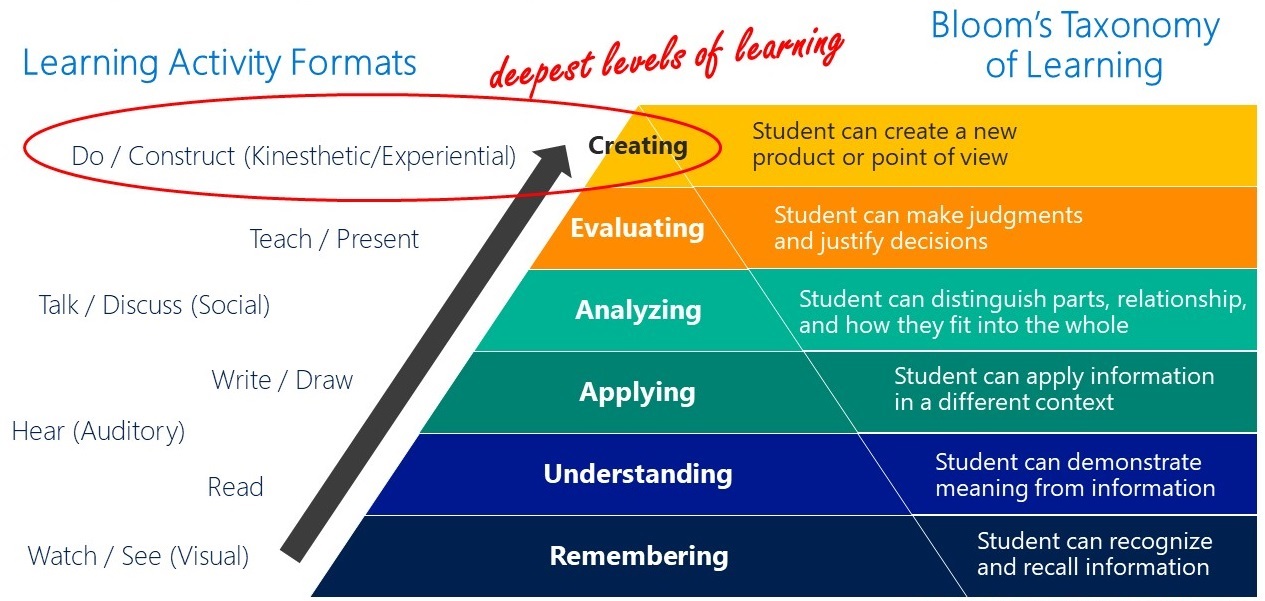 Learning Activity Formats
deepest levels of learning
Bloom's Taxonomy
of Learning
Do / Construct (Kinesthetic/Experiential)
Creating
Student can create a new
product or point of view
Teach / Present
Evaluating
Student can make judgments
and justify decisions
Talk / Discuss (Social)
Analyzing
Student can distinguish parts, relationship,
and how they fit into the whole
Write / Draw
Applying
Student can apply information
in a different context
Hear (Auditory)
Read
Understanding
Student can demonstrate
meaning from information
Watch / See (Visual)
Remembering
Student can recognize
and recall information